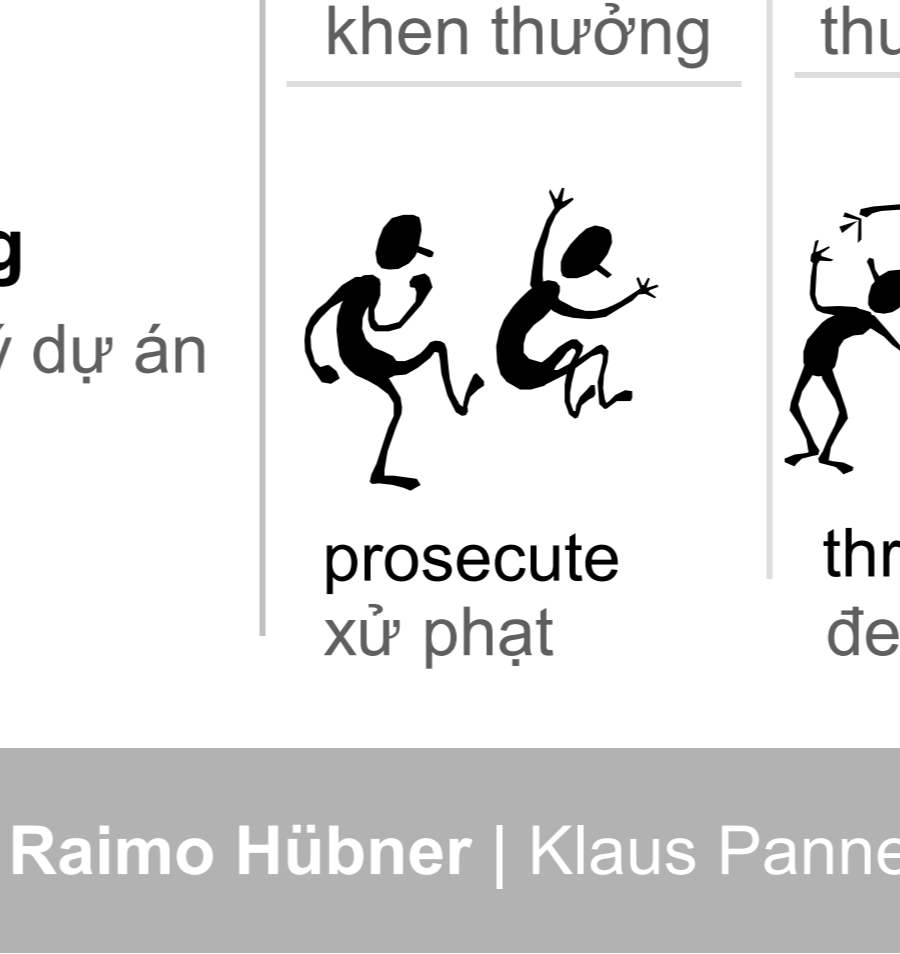 khen thưởng
dự án
prosecute
xử phạt
Raimo Hübner | Klaus